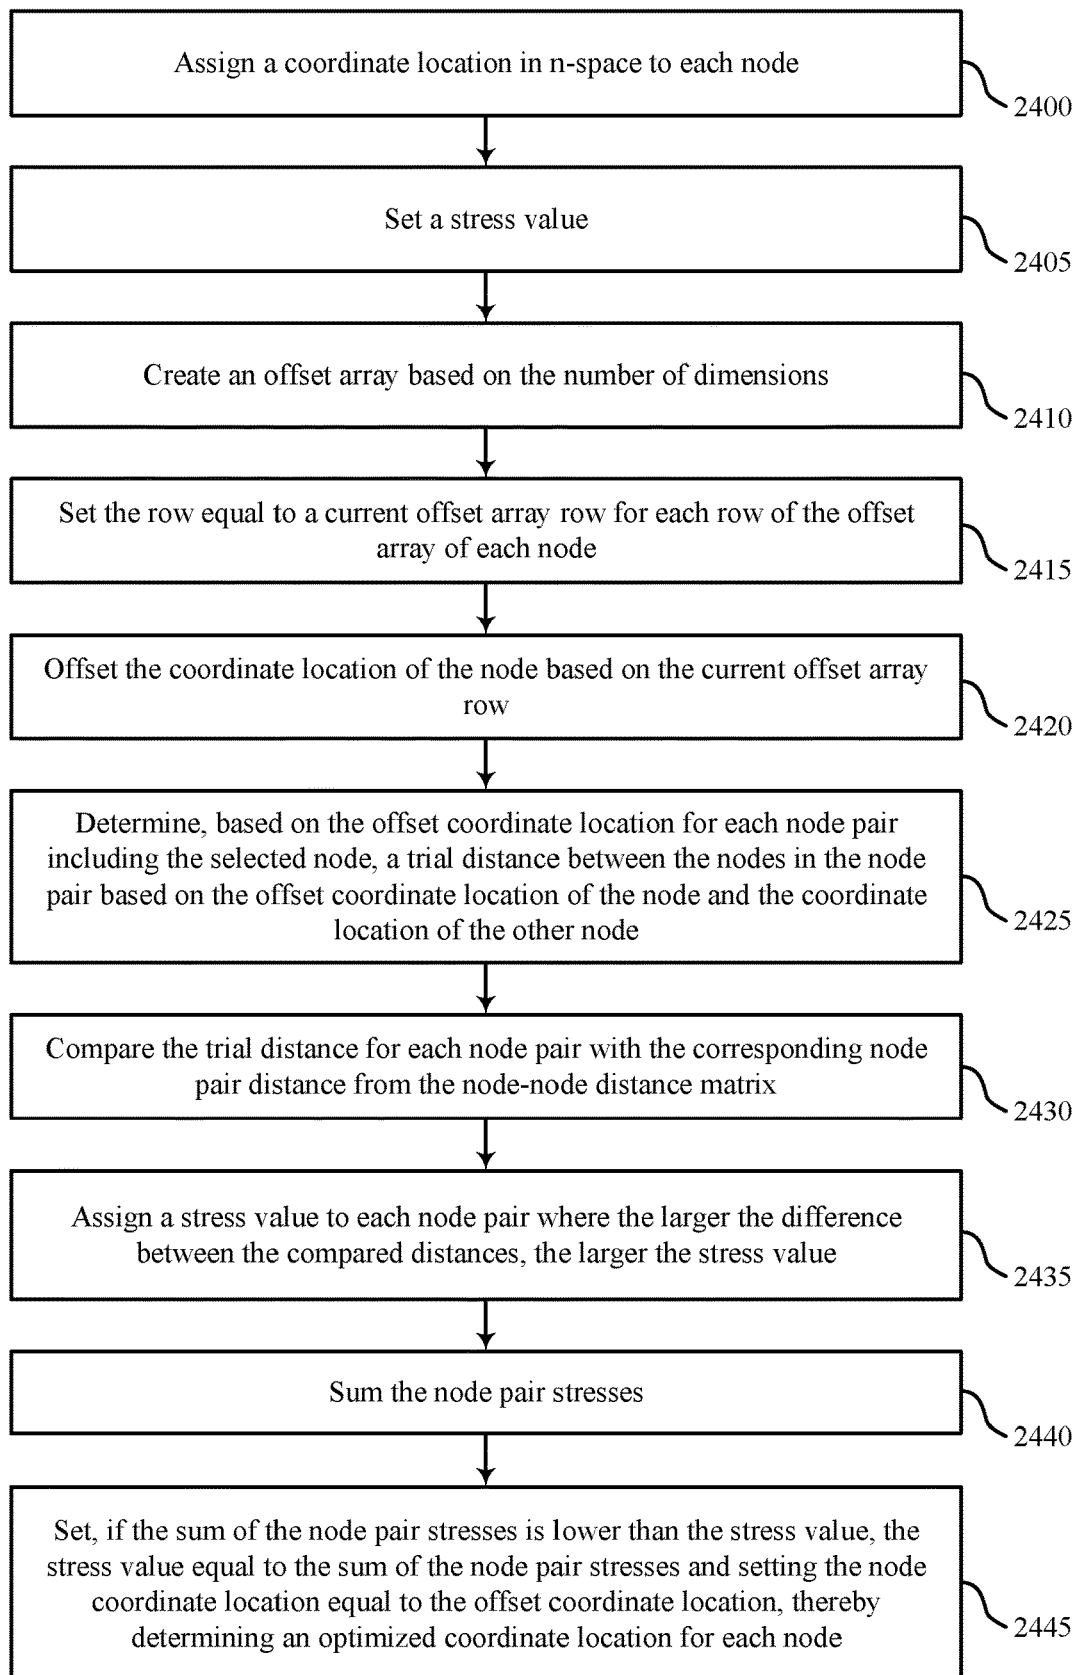 Assign a coordinate location in n-space to each node
2400
Set a stress value
2405
Create an offset array based on the number of dimensions
2410
Set the row equal to a current offset array row for each row of the offset
array of each node
2415
Offset the coordinate location of the node based on the current offset array
row
2420
Determine, based on the offset coordinate location for each node pair
including the selected node, a trial distance between the nodes in the node
pair based on the offset coordinate location of the node and the coordinate
location of the other node
2425
Compare the trial distance for each node pair with the corresponding node
pair distance from the node-node distance matrix
2430
Assign a stress value to each node pair where the larger the difference
between the compared distances, the larger the stress value
2435
Sum the node pair stresses
2440
Set, if the sum of the node pair stresses is lower than the stress value, the
stress value equal to the sum of the node pair stresses and setting the node
coordinate location equal to the offset coordinate location, thereby
determining an optimized coordinate location for each node
2445